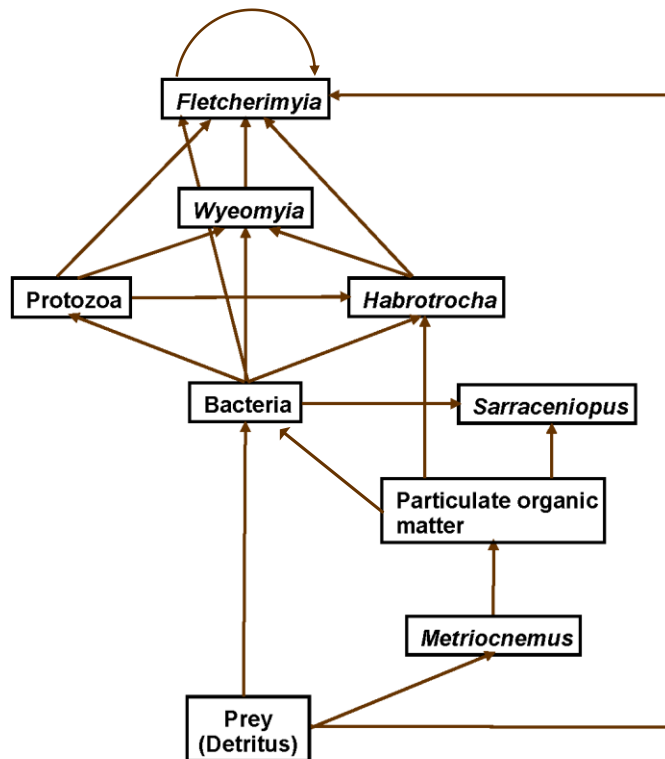 Fletcherimyia
Wyeomyia
Protozoa
Habrotrocha
Bacteria
Sarraceniopus
Particulate organic
matter
Metriocnemus
Prey
(Detritus)